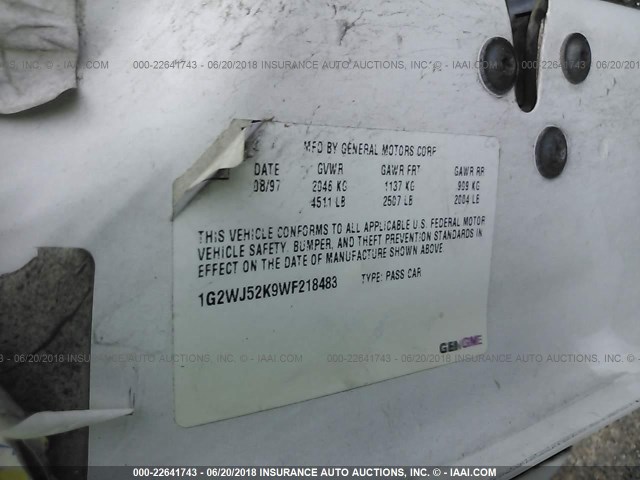 000-22641743 - 06/20/2018 INSURANCE AUTO AUCTIONS, INC. - © - IAAI.COM
MFD BY GENERAL MOTORS CORP
DATE GVWR GAWR FRT GAWR RR
08/97 2046 KG 1137 KG 909 KG
4511 LB 2507 LB 2004 LB
THIS VEHICLE CONFORMS TO ALL APPLICABLE U.S. FEDERAL MOTOR
VEHICLE SAFETY, BUMPER, AND THEFT PREVENTION STANDARDS IN
EFFECT ON THE DATE OF MANUFACTURE SHOWN ABOVE
1G2WJ52K9WF218483 TYPE: PASS CAR
000-22641743 - 06/20/2018 INSURANCE AUTO AUCTIONS, INC. - © - IAAI.COM
000-22641743 - 06/20/2018 INSURANCE AUTO AUCTIONS, INC. - © - IAAI.COM